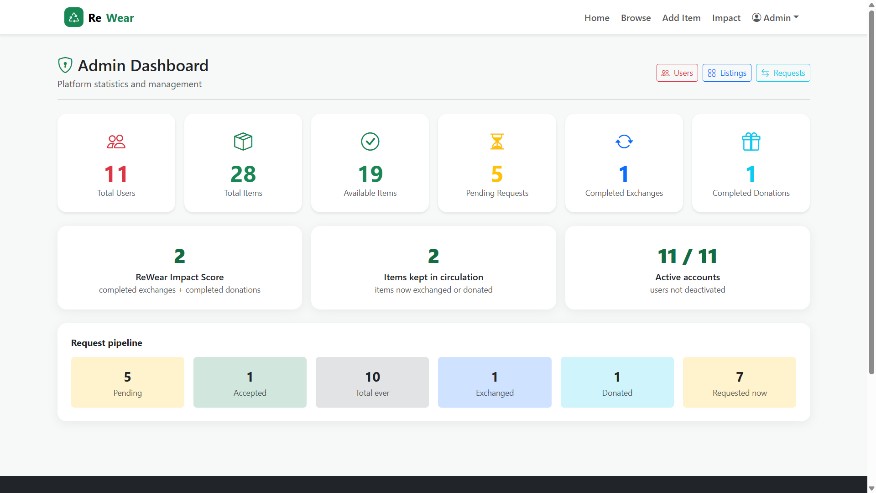 Re Wear
Home Browse Add Item Impact Admin
Admin Dashboard
Platform statistics and management
Users Listings Requests
11
Total Users
28
Total Items
19
Available Items
5
Pending Requests
1
Completed Exchanges
1
Completed Donations
2
ReWear Impact Score
completed exchanges + completed donations
2
Items kept in circulation
items now exchanged or donated
11 / 11
Active accounts
users not deactivated
Request pipeline
5
Pending
1
Accepted
10
Total ever
1
Exchanged
1
Donated
7
Requested now